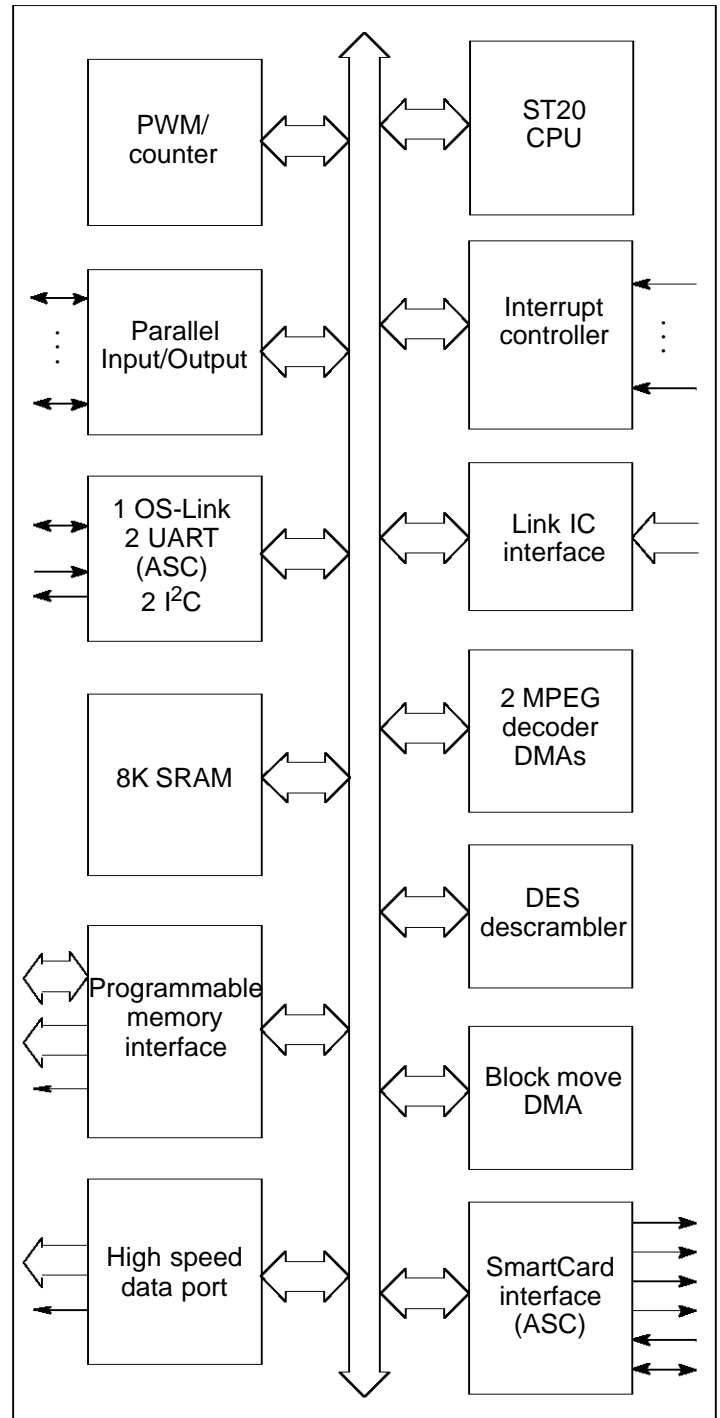 PWM/
counter
ST20
CPU
Parallel
Input/Output
Interrupt
controller
1 OS-Link
2 UART
(ASC)
2 I²C
Link IC
interface
8K SRAM
2 MPEG
decoder
DMAs
DES
descrambler
Programmable
memory
interface
Block move
DMA
High speed
data port
SmartCard
interface
(ASC)